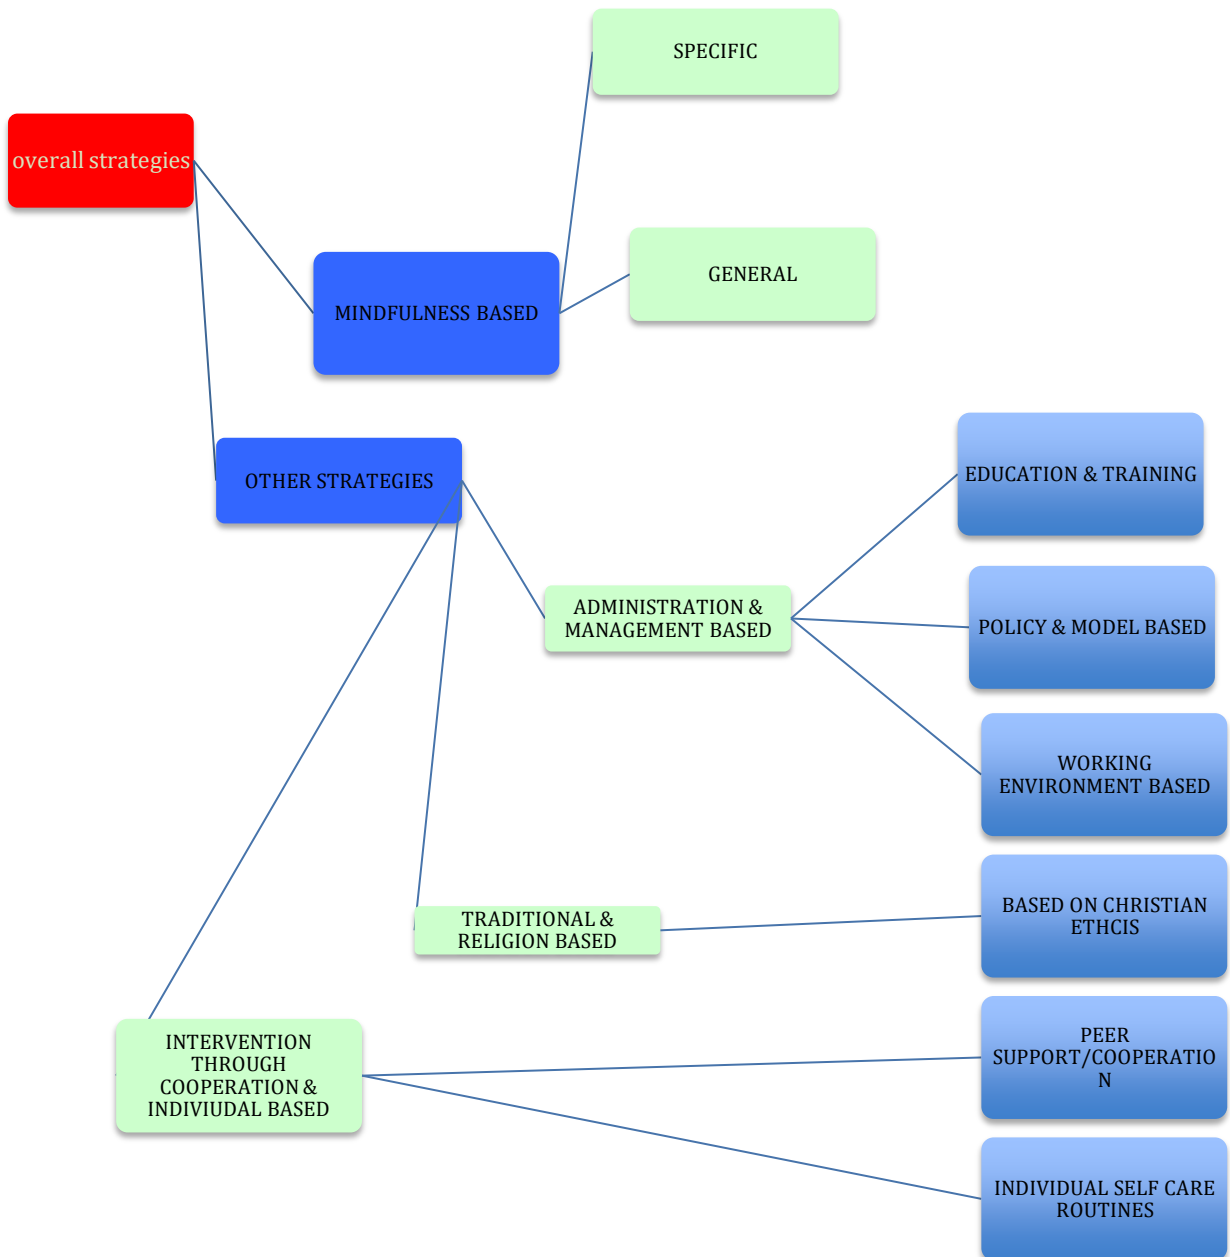 SPECIFIC
overall strategies
GENERAL
MINDFULNESS BASED
OTHER STRATEGIES
EDUCATION & TRAINING
ADMINISTRATION &
MANAGEMENT BASED
POLICY & MODEL BASED
WORKING
ENVIRONMENT BASED
TRADITIONAL &
RELIGION BASED
BASED ON CHRISTIAN
ETHCIS
INTERVENTION
THROUGH
COOPERATION &
INDIVIUDAL BASED
PEER
SUPPORT/COOPERATIO
N
INDIVIDUAL SELF CARE
ROUTINES